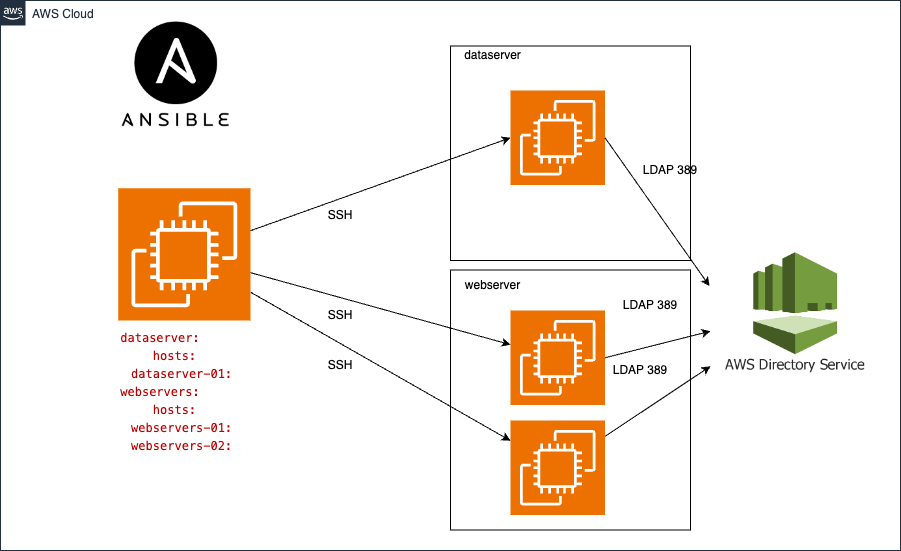 aws
AWS Cloud
ANSIBLE
dataserver
LDAP 389
SSH
webserver
LDAP 389
SSH
LDAP 389
SSH
AWS Directory Service
dataserver:
hosts:
dataserver-01:
webservers:
hosts:
webservers-01:
webservers-02: